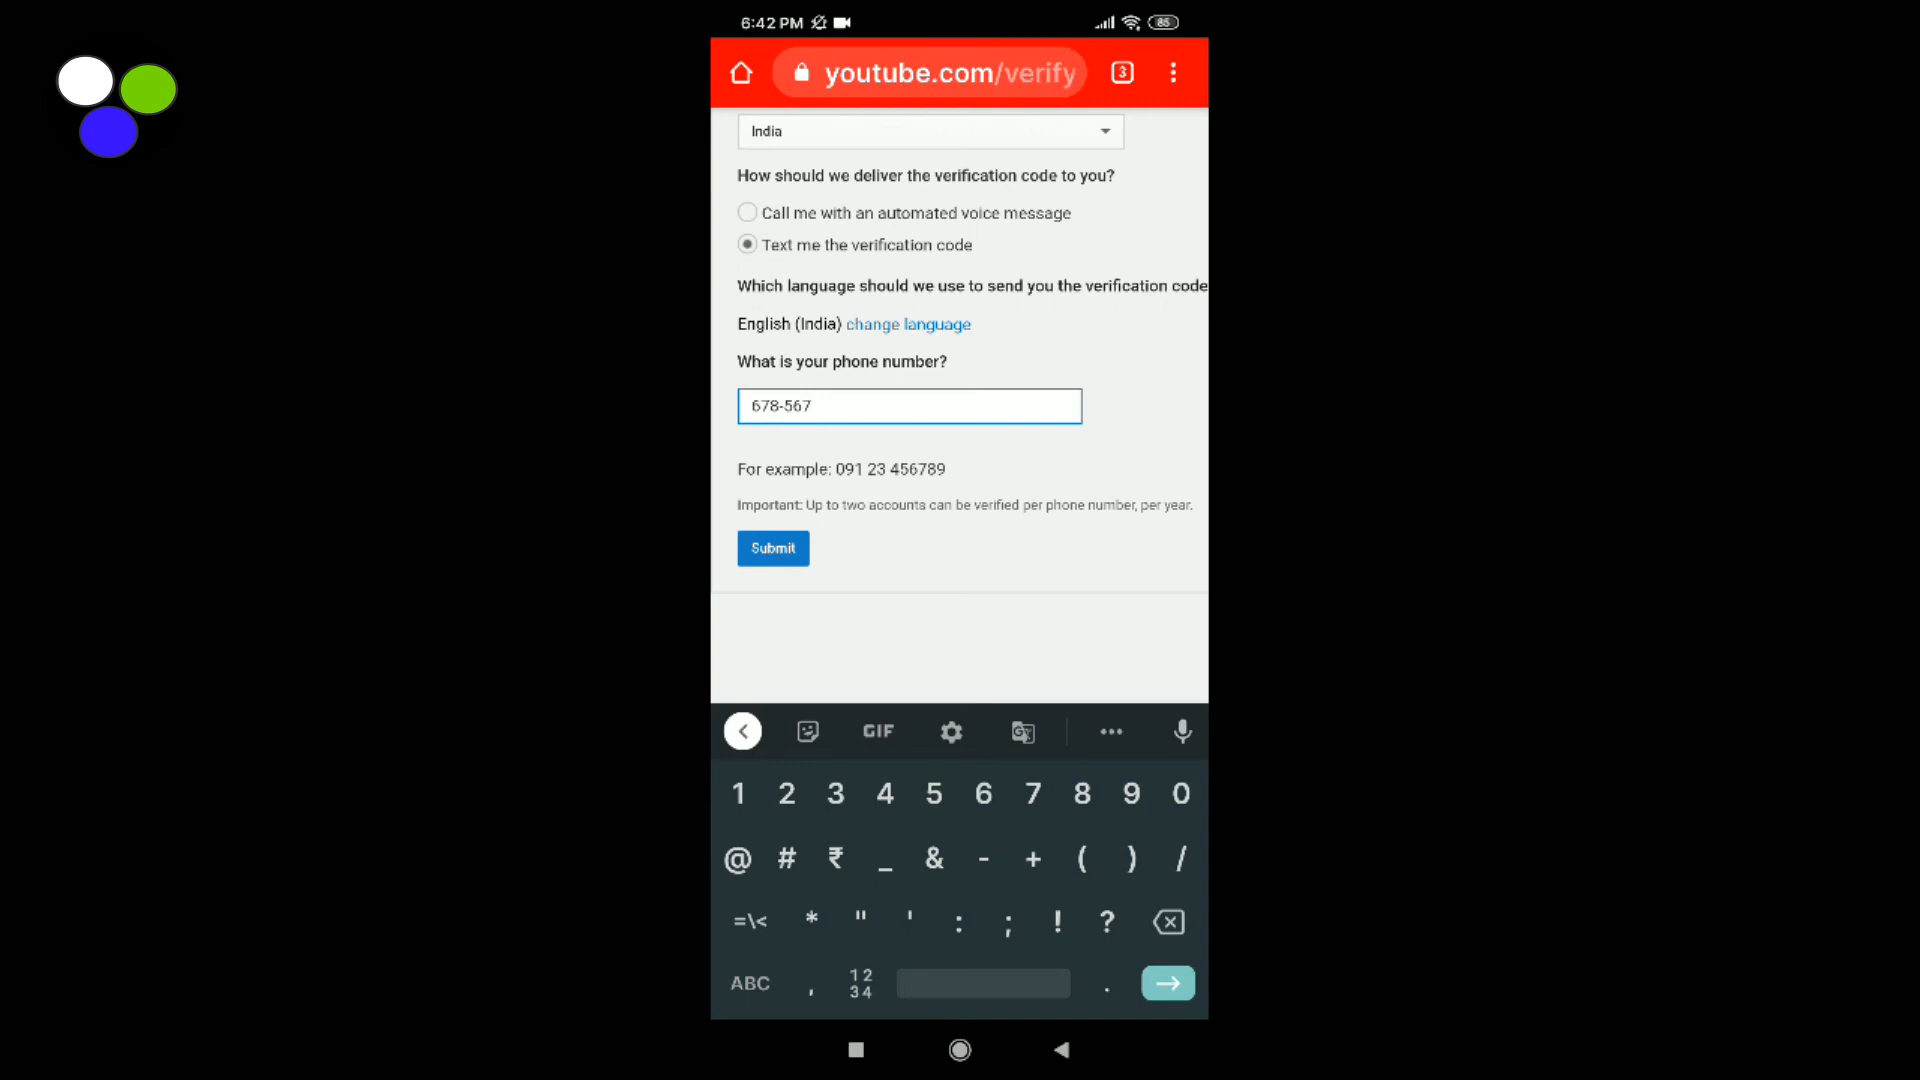 6:42 PM 85
youtube.com/verify 3
India
How should we deliver the verification code to you?
Call me with an automated voice message
Text me the verification code
Which language should we use to send you the verification code
English (India) change language
What is your phone number?
678-567
For example: 091 23 456789
Important: Up to two accounts can be verified per phone number, per year.
Submit
GIF
1 2 3 4 5 6 7 8 9 0
@ # ₹ _ & - + ( ) /
=\< * " ' : ; ! ?
ABC , 12 34 .